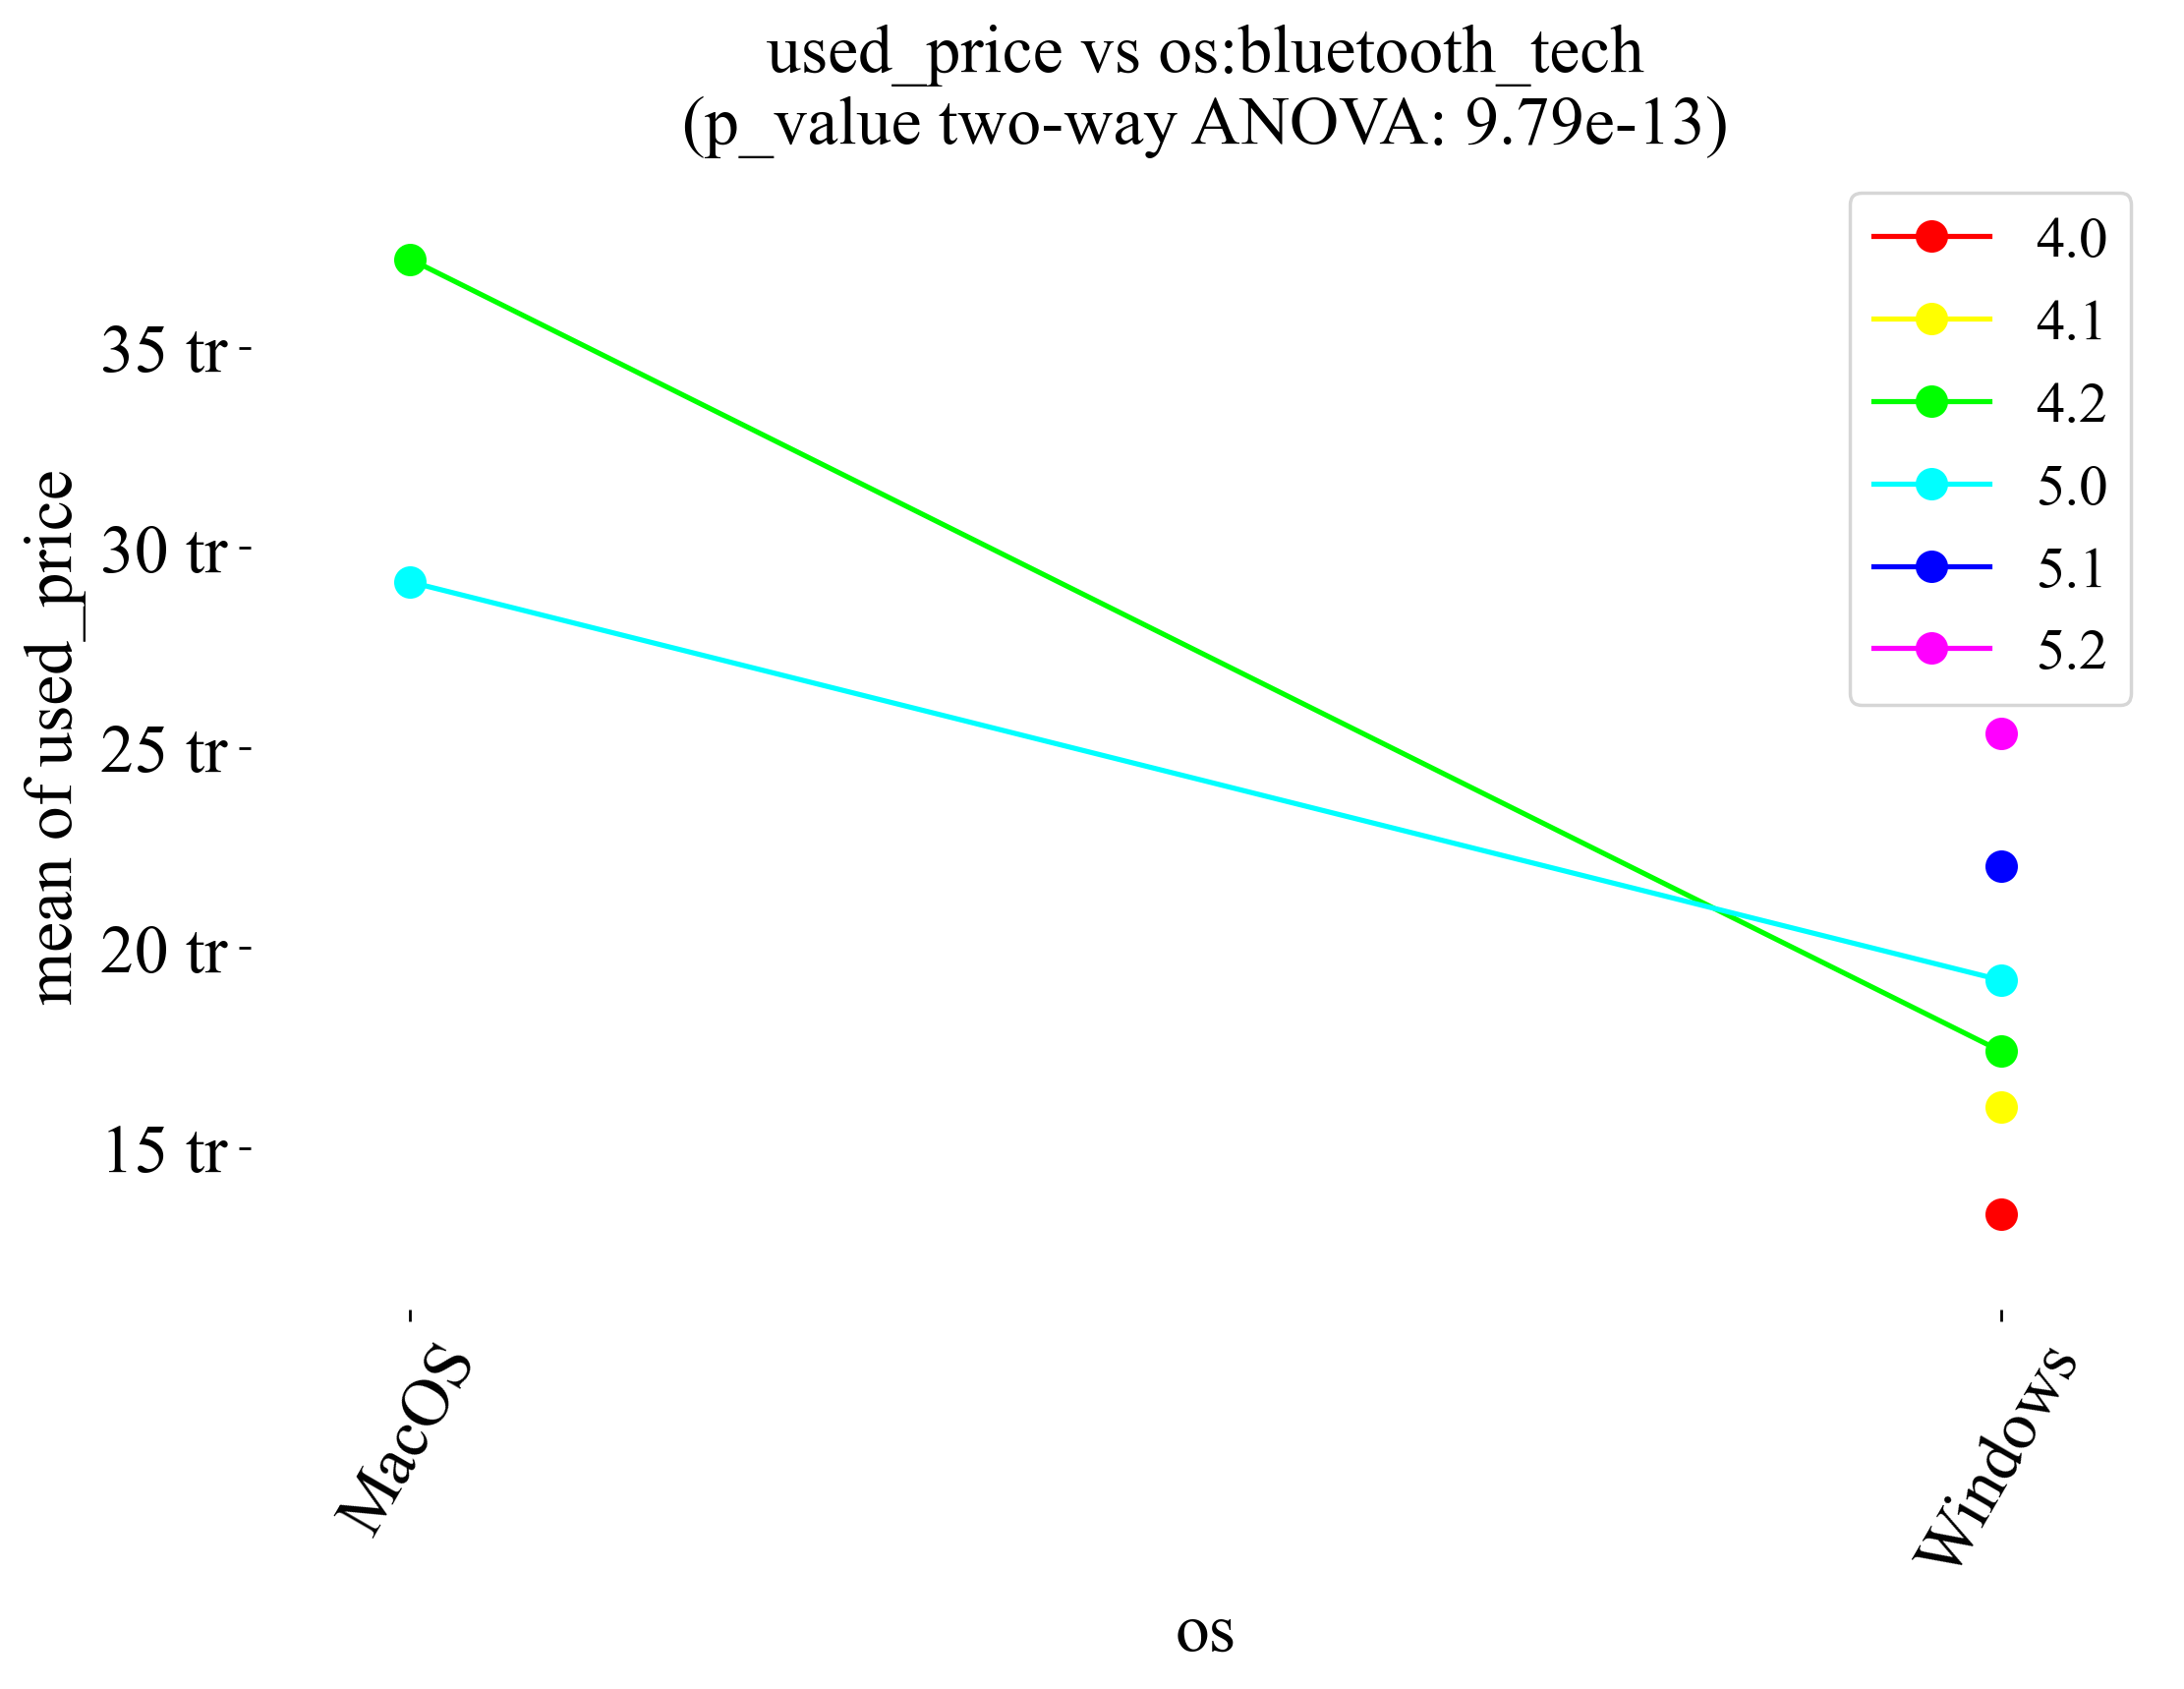 used_price vs os:bluetooth_tech
(p_value two-way ANOVA: 9.79e-13)
4.0
4.1
4.2
5.0
5.1
5.2
mean of used_price
35 tr
30 tr
25 tr
20 tr
15 tr
MacOS
Windows
os